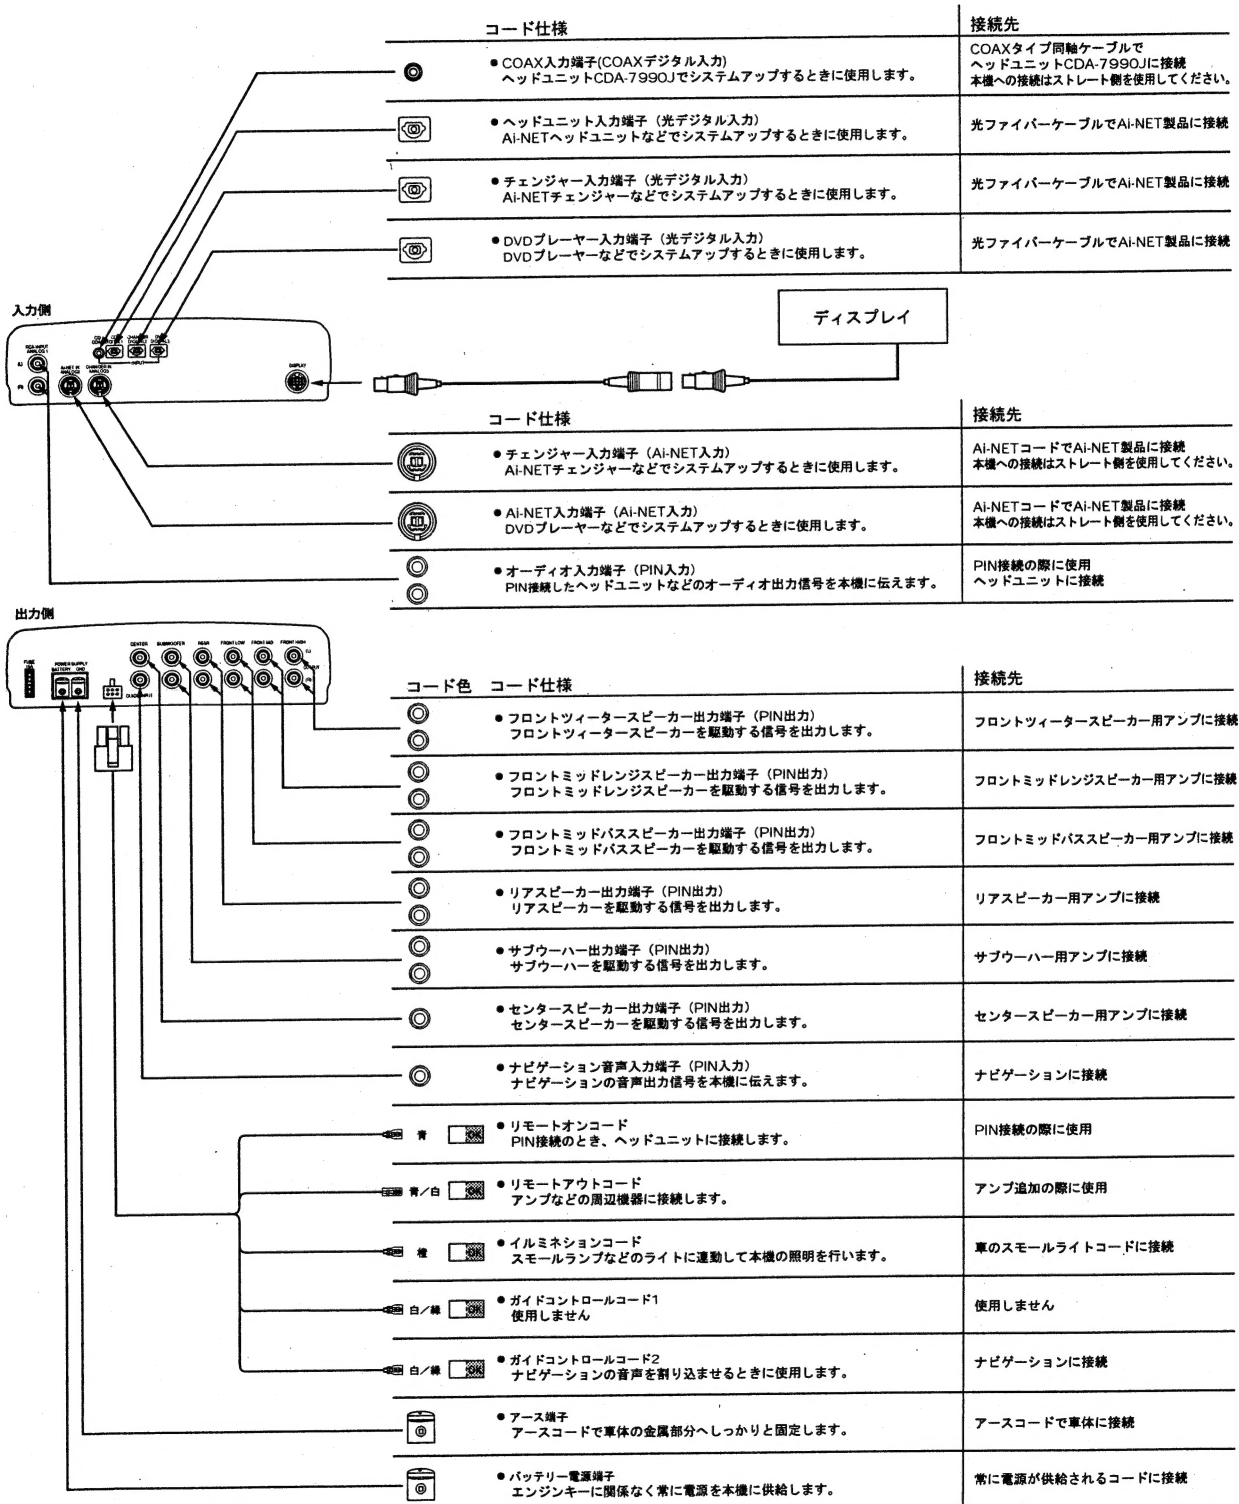 コード仕様
接続先
● COAX入力端子(COAXデジタル入力)
ヘッドユニットCDA-7990Jでシステムアップするときに使用します。
COAXタイプ同軸ケーブルで
ヘッドユニットCDA-7990Jに接続
本機への接続はストレート側を使用してください。
● ヘッドユニット入力端子（光デジタル入力）
Ai-NETヘッドユニットなどでシステムアップするときに使用します。
光ファイバーケーブルでAi-NET製品に接続
● チェンジャー入力端子（光デジタル入力）
Ai-NETチェンジャーなどでシステムアップするときに使用します。
光ファイバーケーブルでAi-NET製品に接続
● DVDプレーヤー入力端子（光デジタル入力）
DVDプレーヤーなどでシステムアップするときに使用します。
光ファイバーケーブルでAi-NET製品に接続
入力側
ディスプレイ
RCA INPUT
ANALOG 1
(L)
(R)
Ai-NET IN
ANALOG2
CHANGER IN
ANALOG3
INPUT
DISPLAY
コード仕様
接続先
● チェンジャー入力端子（Ai-NET入力）
Ai-NETチェンジャーなどでシステムアップするときに使用します。
Ai-NETコードでAi-NET製品に接続
本機への接続はストレート側を使用してください。
● Ai-NET入力端子（Ai-NET入力）
DVDプレーヤーなどでシステムアップするときに使用します。
Ai-NETコードでAi-NET製品に接続
本機への接続はストレート側を使用してください。
● オーディオ入力端子（PIN入力）
PIN接続したヘッドユニットなどのオーディオ出力信号を本機に伝えます。
PIN接続の際に使用
ヘッドユニットに接続
出力側
FUSE
POWER SUPPLY
BATTERY GND
CENTER
SUBWOOFER
REAR
FRONT LOW
FRONT MID
FRONT HIGH
(L)
OUTPUT
(R)
コード色
コード仕様
接続先
● フロントツィータースピーカー出力端子（PIN出力）
フロントツィータースピーカーを駆動する信号を出力します。
フロントツィータースピーカー用アンプに接続
● フロントミッドレンジスピーカー出力端子（PIN出力）
フロントミッドレンジスピーカーを駆動する信号を出力します。
フロントミッドレンジスピーカー用アンプに接続
● フロントミッドバススピーカー出力端子（PIN出力）
フロントミッドバススピーカーを駆動する信号を出力します。
フロントミッドバススピーカー用アンプに接続
● リアスピーカー出力端子（PIN出力）
リアスピーカーを駆動する信号を出力します。
リアスピーカー用アンプに接続
● サブウーハー出力端子（PIN出力）
サブウーハーを駆動する信号を出力します。
サブウーハー用アンプに接続
● センタースピーカー出力端子（PIN出力）
センタースピーカーを駆動する信号を出力します。
センタースピーカー用アンプに接続
● ナビゲーション音声入力端子（PIN入力）
ナビゲーションの音声出力信号を本機に伝えます。
ナビゲーションに接続
青
OK
● リモートオンコード
PIN接続のとき、ヘッドユニットに接続します。
PIN接続の際に使用
青／白
OK
● リモートアウトコード
アンプなどの周辺機器に接続します。
アンプ追加の際に使用
橙
OK
● イルミネションコード
スモールランプなどのライトに連動して本機の照明を行います。
車のスモールライトコードに接続
白／緑
OK
● ガイドコントロールコード1
使用しません
使用しません
白／緑
OK
● ガイドコントロールコード2
ナビゲーションの音声を割り込ませるときに使用します。
ナビゲーションに接続
● アース端子
アースコードで車体の金属部分へしっかりと固定します。
アースコードで車体に接続
● バッテリー電源端子
エンジンキーに関係なく常に電源を本機に供給します。
常に電源が供給されるコードに接続